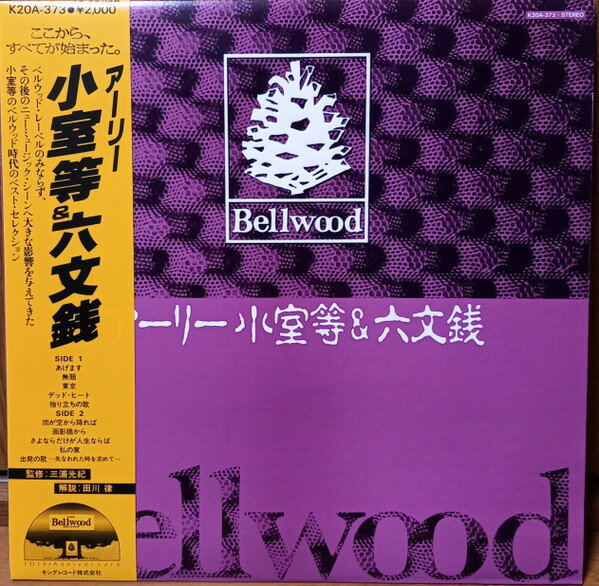 K20A-373●¥2,000
ここから、
すべてが始まった。
アーリー
小室等&六文銭
ベルウッド・レーベルのみならず、
その後のニューミュージック・シーンへ大きな影響を与えてきた
小室等のベルウッド時代のベスト・セレクション
SIDE 1
あげます
無題
東京
デッド・ヒート
独り立ちの歌
SIDE 2
雨が空から降れば
面影橋から
さよならだけが人生ならば
私の家
出発の歌—失なわれた時を求めて—
監修:三浦光紀
解説:田川 律
Bellwood
10th Anniversary
キングレコード株式会社
K20A-373・STEREO
Bellwood
アーリー小室等&六文銭
ellwood